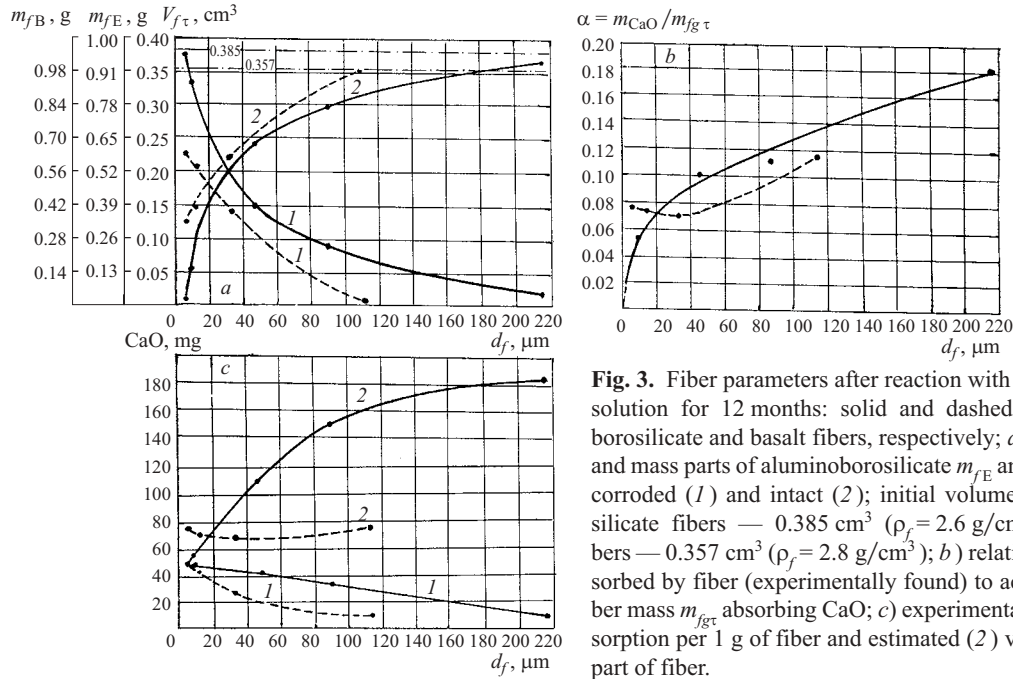 m_fB, g m_fE, g V_fτ, cm³
1.00 0.40
0.385
0.98 0.91 0.35
0.357
2
2
0.84 0.78 0.30
0.70 0.65 0.25
0.56 0.52 0.20
0.42 0.39 0.15
1
0.28 0.26 0.10
1
0.14 0.13 0.05
a
0 20 40 60 80 100 120 140 160 180 200 220
d_f, μm
α = m_CaO/m_fgτ
0.20
b
0.18
0.16
0.14
0.12
0.10
0.08
0.06
0.04
0.02
0 20 40 60 80 100 120 140 160 180 200 220
d_f, μm
CaO, mg
c
180
2
160
140
120
100
80
2
60
40
1
1
20
0 20 40 60 80 100 120 140 160 180 200 220
d_f, μm
Fig. 3. Fiber parameters after reaction with
solution for 12 months: solid and dashed
borosilicate and basalt fibers, respectively;
and mass parts of aluminoborosilicate m_fE
corroded (1) and intact (2); initial volume
silicate fibers — 0.385 cm³ (ρ_f = 2.6 g/cm
bers — 0.357 cm³ (ρ_f = 2.8 g/cm³); b) relati
sorbed by fiber (experimentally found) to
ber mass m_fgτ absorbing CaO; c) experimenta
sorption per 1 g of fiber and estimated (2)
part of fiber.